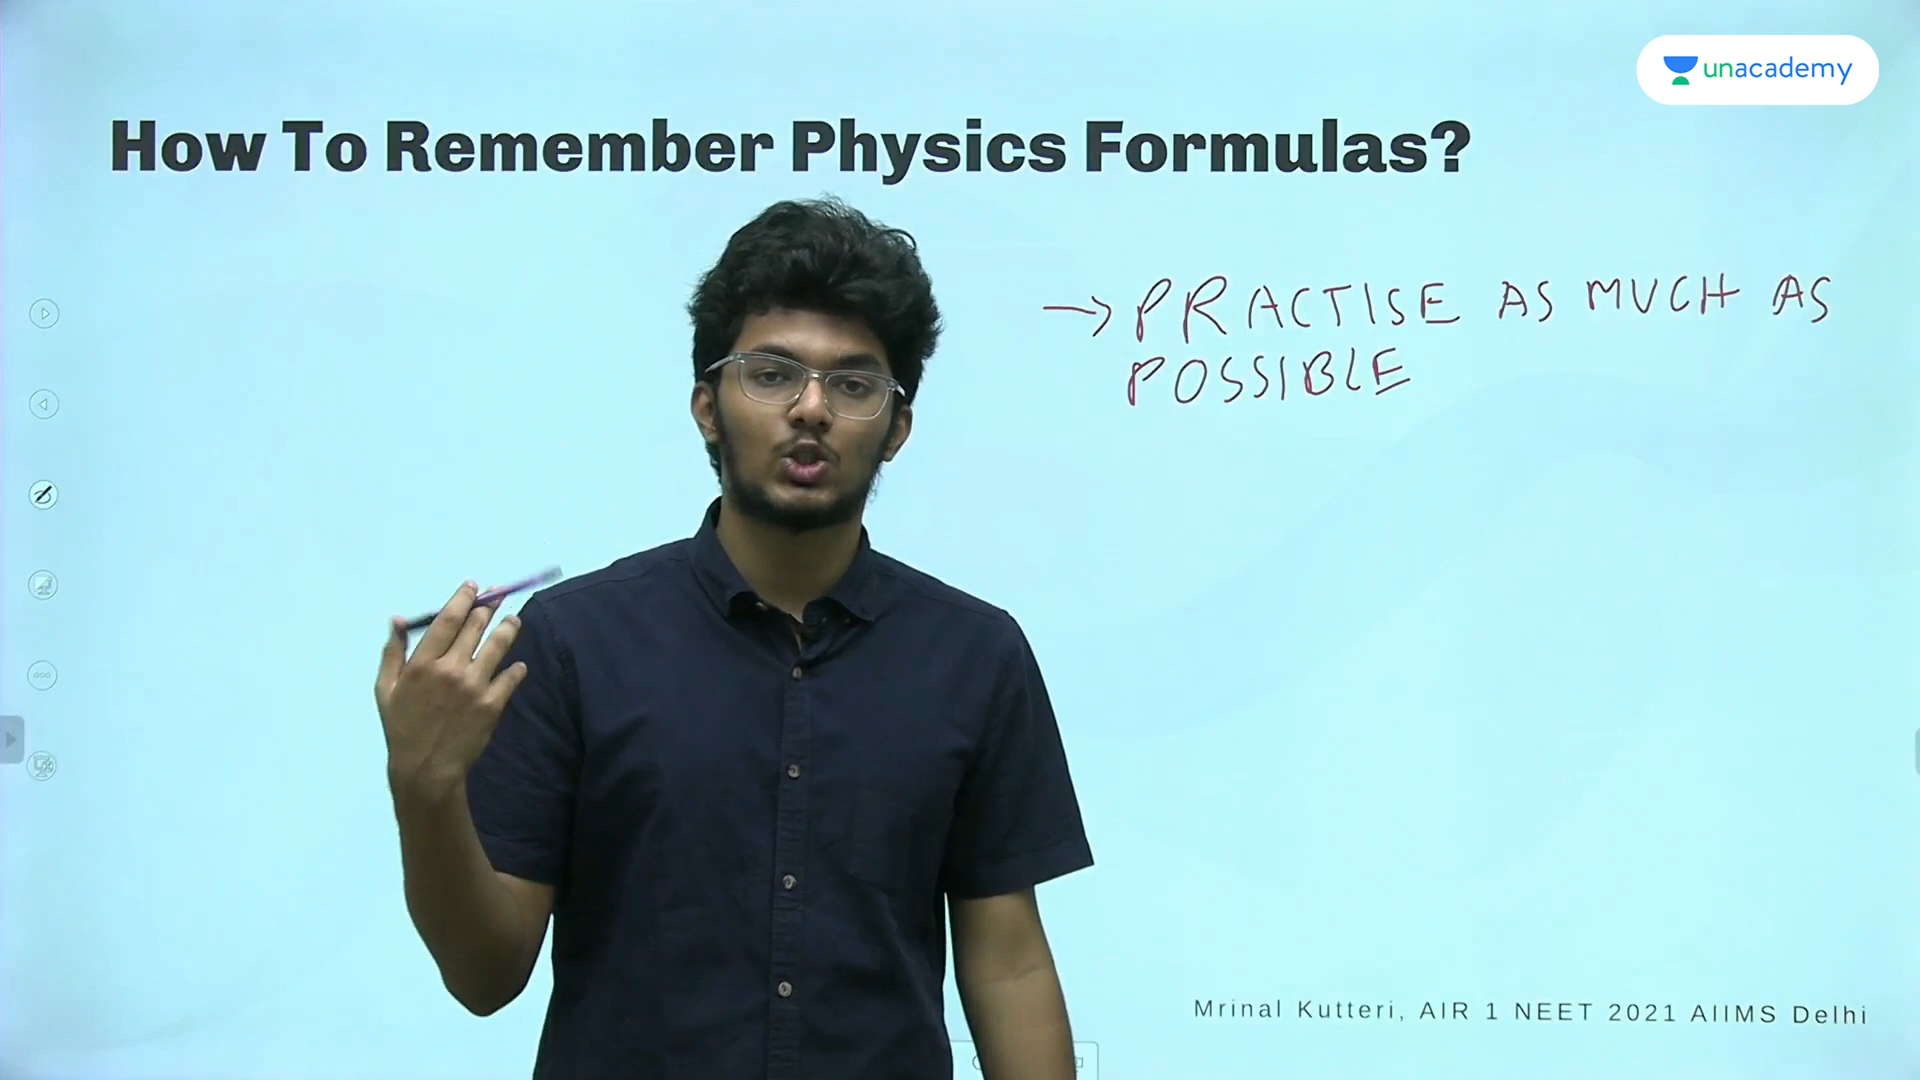 unacademy
How To Remember Physics Formulas?
→ PRACTISE AS MUCH AS
POSSIBLE
Mrinal Kutteri, AIR 1 NEET 2021 AIIMS Delhi